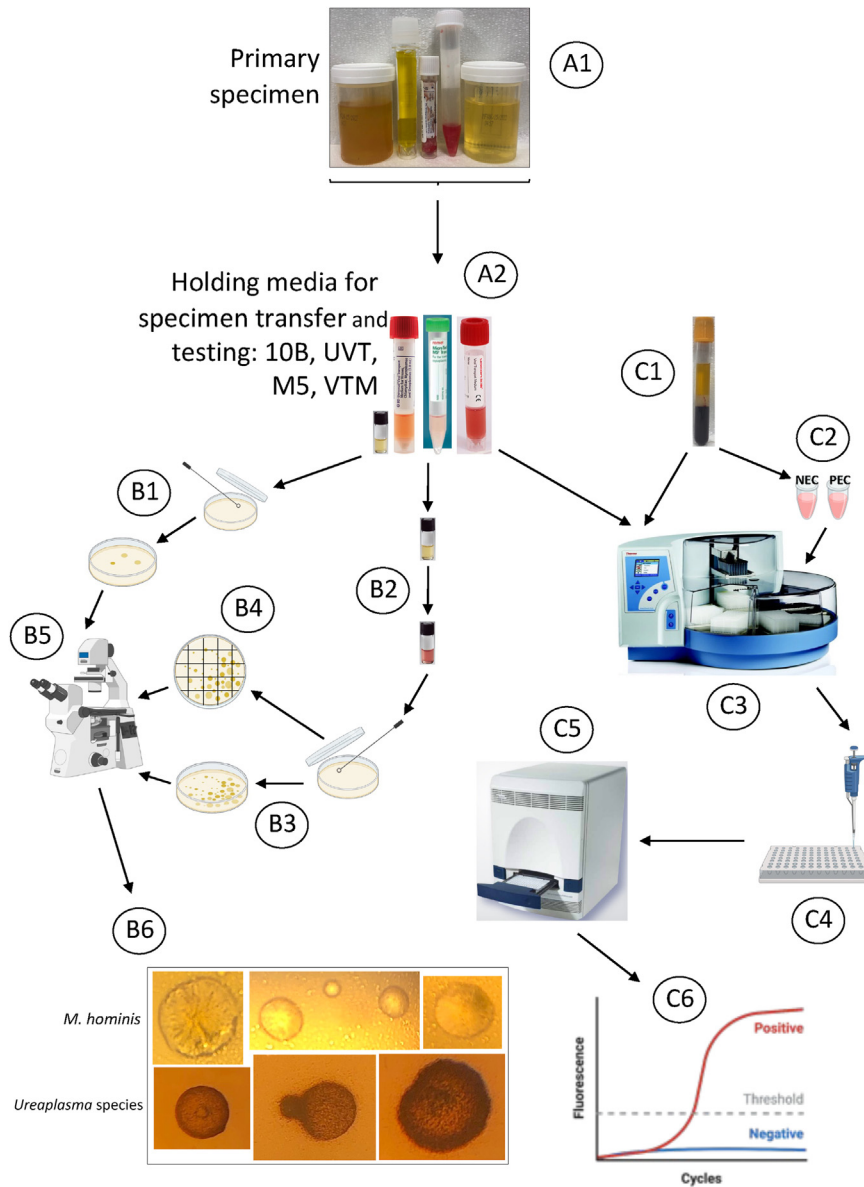 Primary
specimen
A1
A2
Holding media for
specimen transfer and
testing: 10B, UVT,
M5, VTM
C1
C2
NEC PEC
B1
B2
B4
B5
C3
C5
B3
C4
B6
C6
M. hominis
Ureaplasma species
Fluorescence
Positive
Threshold
Negative
Cycles